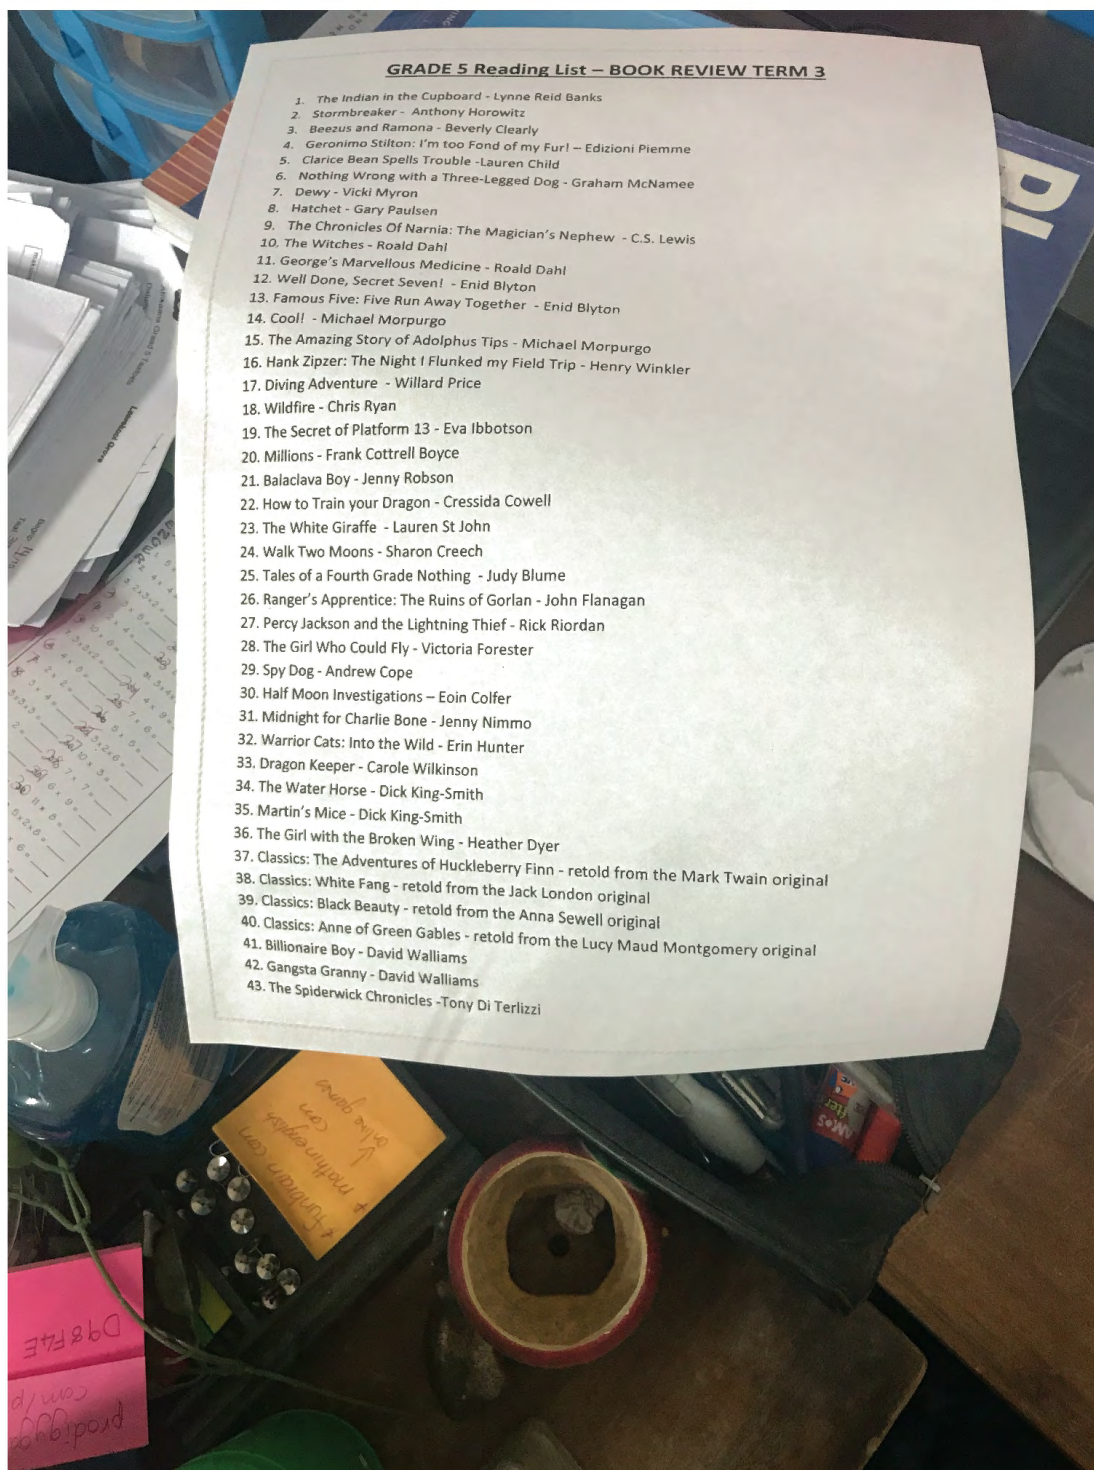 GRADE 5 Reading List – BOOK REVIEW TERM 3
1. The Indian in the Cupboard - Lynne Reid Banks
2. Stormbreaker - Anthony Horowitz
3. Beezus and Ramona - Beverly Clearly
4. Geronimo Stilton: I'm too Fond of my Fur! – Edizioni Piemme
5. Clarice Bean Spells Trouble -Lauren Child
6. Nothing Wrong with a Three-Legged Dog - Graham McNamee
7. Dewy - Vicki Myron
8. Hatchet - Gary Paulsen
9. The Chronicles Of Narnia: The Magician's Nephew - C.S. Lewis
10. The Witches - Roald Dahl
11. George's Marvellous Medicine - Roald Dahl
12. Well Done, Secret Seven! - Enid Blyton
13. Famous Five: Five Run Away Together - Enid Blyton
14. Cool! - Michael Morpurgo
15. The Amazing Story of Adolphus Tips - Michael Morpurgo
16. Hank Zipzer: The Night I Flunked my Field Trip - Henry Winkler
17. Diving Adventure - Willard Price
18. Wildfire - Chris Ryan
19. The Secret of Platform 13 - Eva Ibbotson
20. Millions - Frank Cottrell Boyce
21. Balaclava Boy - Jenny Robson
22. How to Train your Dragon - Cressida Cowell
23. The White Giraffe - Lauren St John
24. Walk Two Moons - Sharon Creech
25. Tales of a Fourth Grade Nothing - Judy Blume
26. Ranger's Apprentice: The Ruins of Gorlan - John Flanagan
27. Percy Jackson and the Lightning Thief - Rick Riordan
28. The Girl Who Could Fly - Victoria Forester
29. Spy Dog - Andrew Cope
30. Half Moon Investigations – Eoin Colfer
31. Midnight for Charlie Bone - Jenny Nimmo
32. Warrior Cats: Into the Wild - Erin Hunter
33. Dragon Keeper - Carole Wilkinson
34. The Water Horse - Dick King-Smith
35. Martin's Mice - Dick King-Smith
36. The Girl with the Broken Wing - Heather Dyer
37. Classics: The Adventures of Huckleberry Finn - retold from the Mark Twain original
38. Classics: White Fang - retold from the Jack London original
39. Classics: Black Beauty - retold from the Anna Sewell original
40. Classics: Anne of Green Gables - retold from the Lucy Maud Montgomery original
41. Billionaire Boy - David Walliams
42. Gangsta Granny - David Walliams
43. The Spiderwick Chronicles -Tony Di Terlizzi
* funbrain.com
* mathinenglish
com
online games
D98F4E
com/p